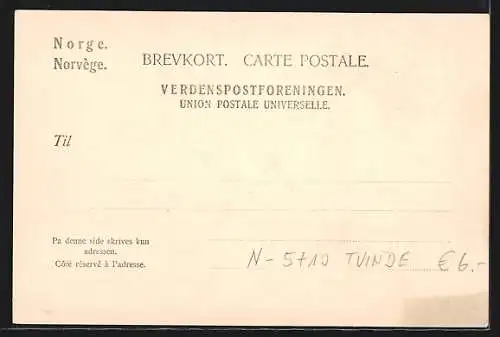 Norge.
Norvège.
BREVKORT. CARTE POSTALE.
VERDENSPOSTFORENINGEN.
UNION POSTALE UNIVERSELLE.
Til
Paa denne side skrives kun
adressen.
Côté réservé à l'adresse.
N-5710 TVINDE €6.-